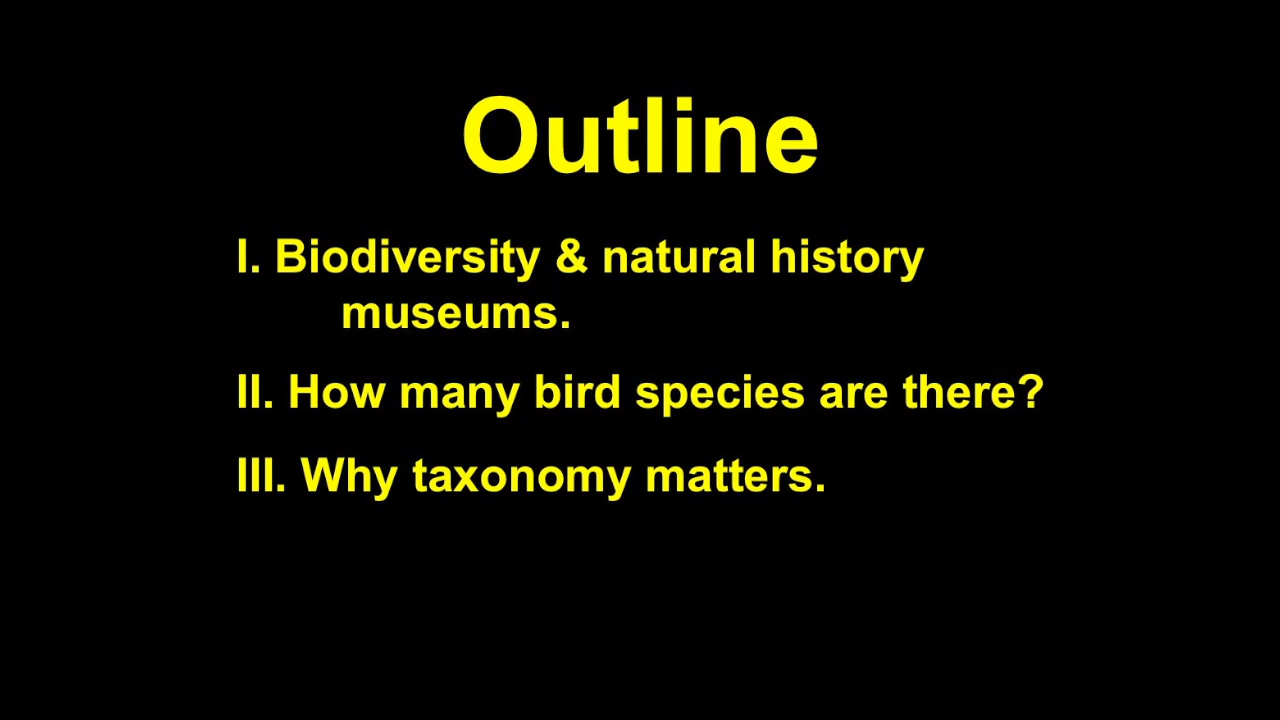 Outline
I. Biodiversity & natural history
museums.
II. How many bird species are there?
III. Why taxonomy matters.